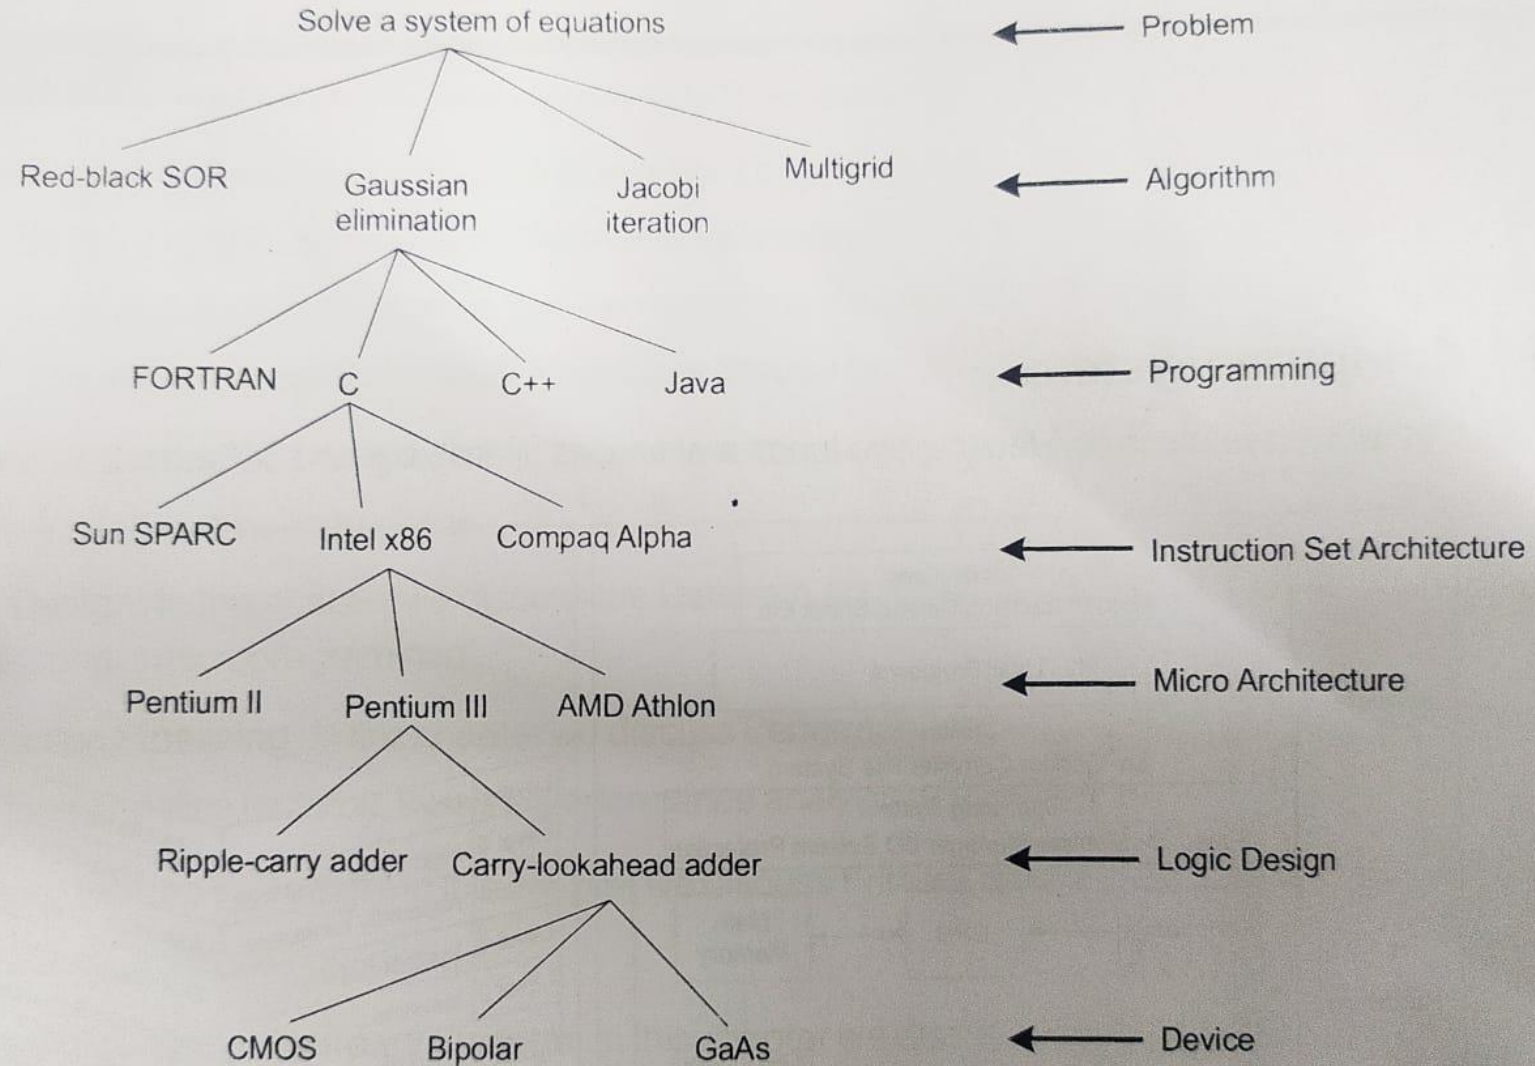 Solve a system of equations
Problem
Red-black SOR
Gaussian
elimination
Jacobi
iteration
Multigrid
Algorithm
FORTRAN
C
C++
Java
Programming
Sun SPARC
Intel x86
Compaq Alpha
Instruction Set Architecture
Pentium II
Pentium III
AMD Athlon
Micro Architecture
Ripple-carry adder
Carry-lookahead adder
Logic Design
CMOS
Bipolar
GaAs
Device